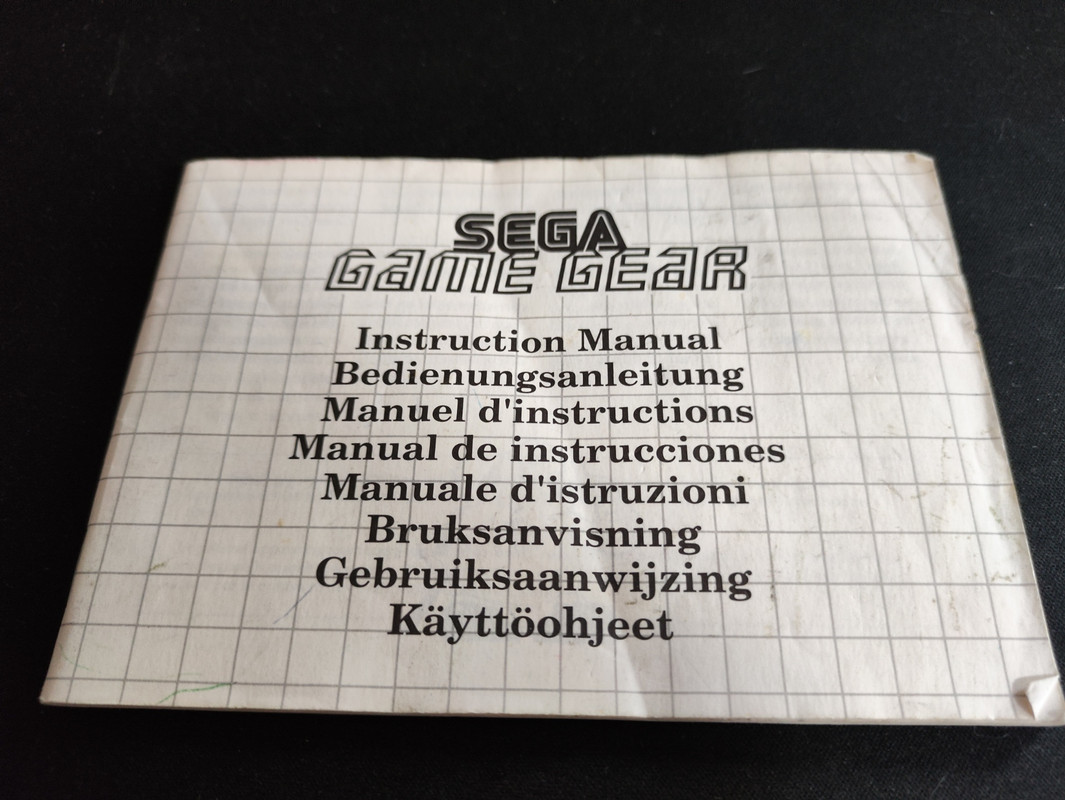 SEGA
GAME GEAR
Instruction Manual
Bedienungsanleitung
Manuel d'instructions
Manual de instrucciones
Manuale d'istruzioni
Bruksanvisning
Gebruiksaanwijzing
Käyttöohjeet